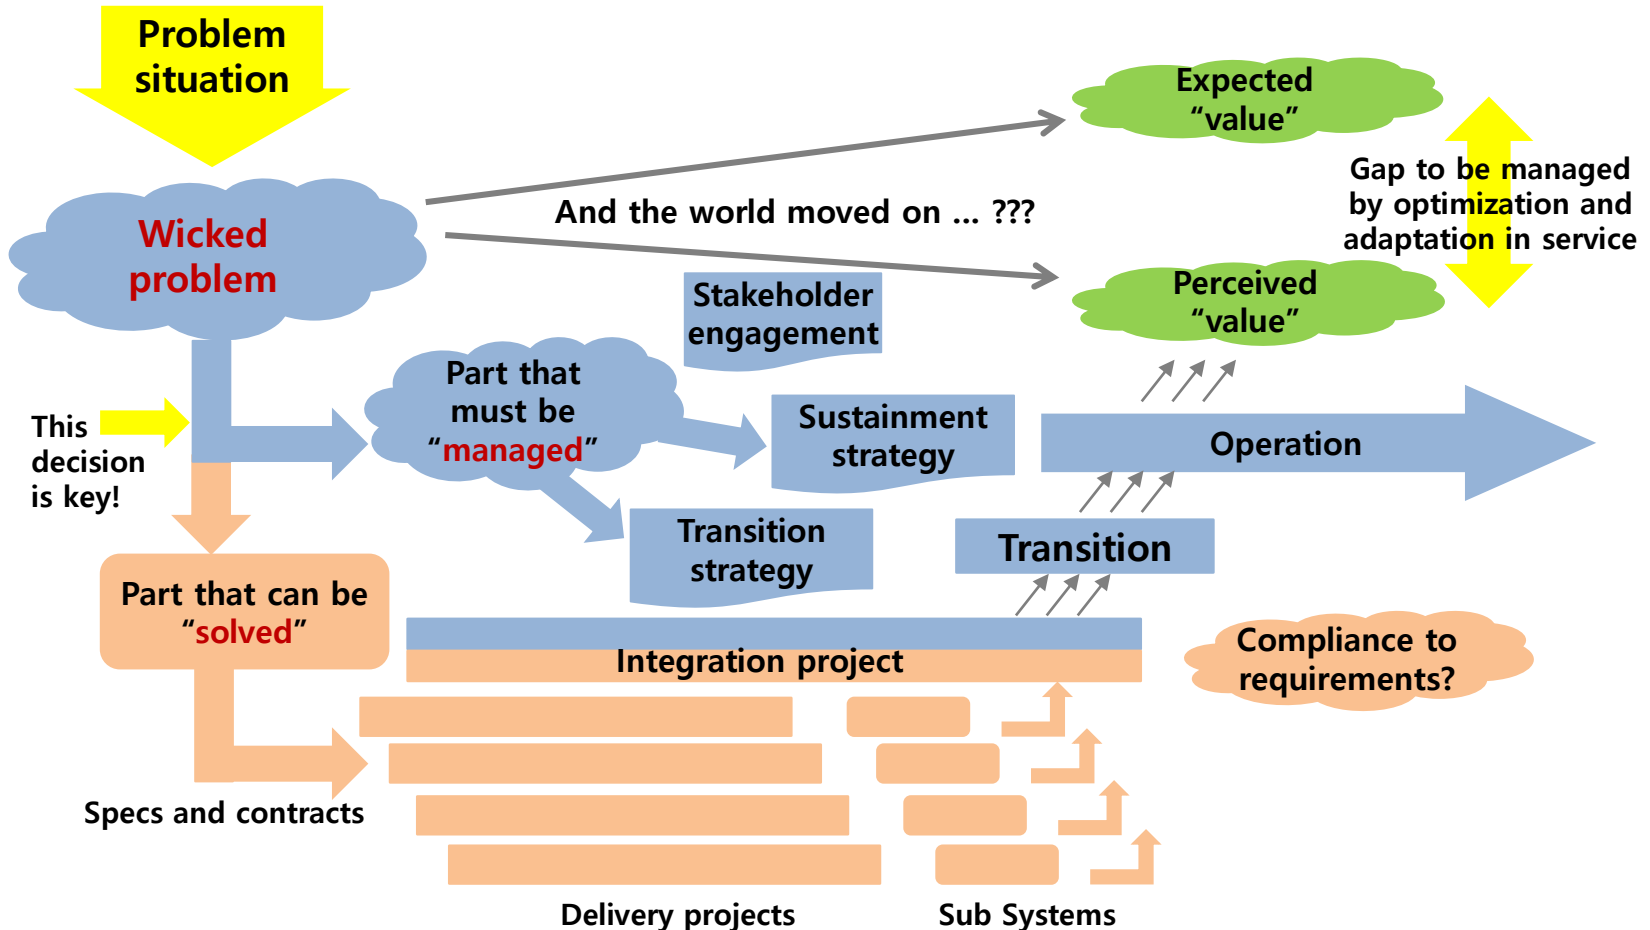 Problem
situation
Expected
“value”
Gap to be managed
by optimization and
adaptation in service
And the world moved on ... ???
Wicked
problem
Perceived
“value”
Stakeholder
engagement
Part that
must be
“managed”
This
decision
is key!
Sustainment
strategy
Operation
Transition
strategy
Transition
Part that can be
“solved”
Integration project
Compliance to
requirements?
Specs and contracts
Delivery projects
Sub Systems